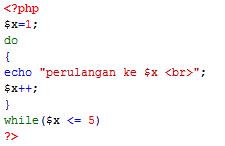 <?php
$x=1;
do
{
echo "perulangan ke $x <br>";
$x++;
}
while($x <= 5)
?>